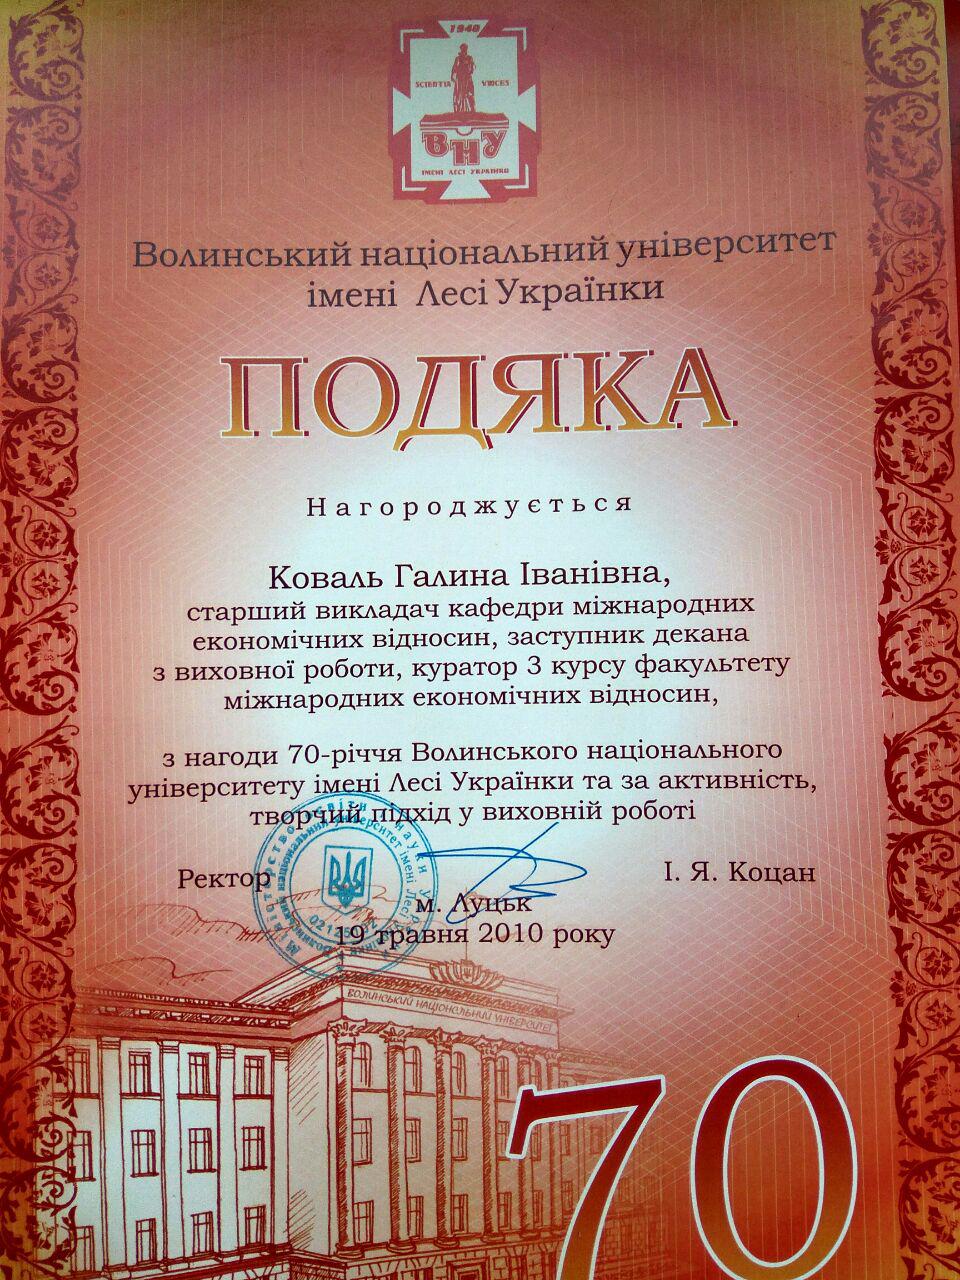 1940
SCIENTIA VINCES
ВНУ
ІМЕНІ ЛЕСІ УКРАЇНКИ
Волинський національний університет
імені Лесі Українки
ПОДЯКА
Нагороджується
Коваль Галина Іванівна,
старший викладач кафедри міжнародних
економічних відносин, заступник декана
з виховної роботи, куратор 3 курсу факультету
міжнародних економічних відносин,
з нагоди 70-річчя Волинського національного
університету імені Лесі Українки та за активність,
творчий підхід у виховній роботі
Ректор
І. Я. Коцан
м. Луцьк
19 травня 2010 року
ВОЛИНСЬКИЙ НАЦІОНАЛЬНИЙ УНІВЕРСИТЕТ
70